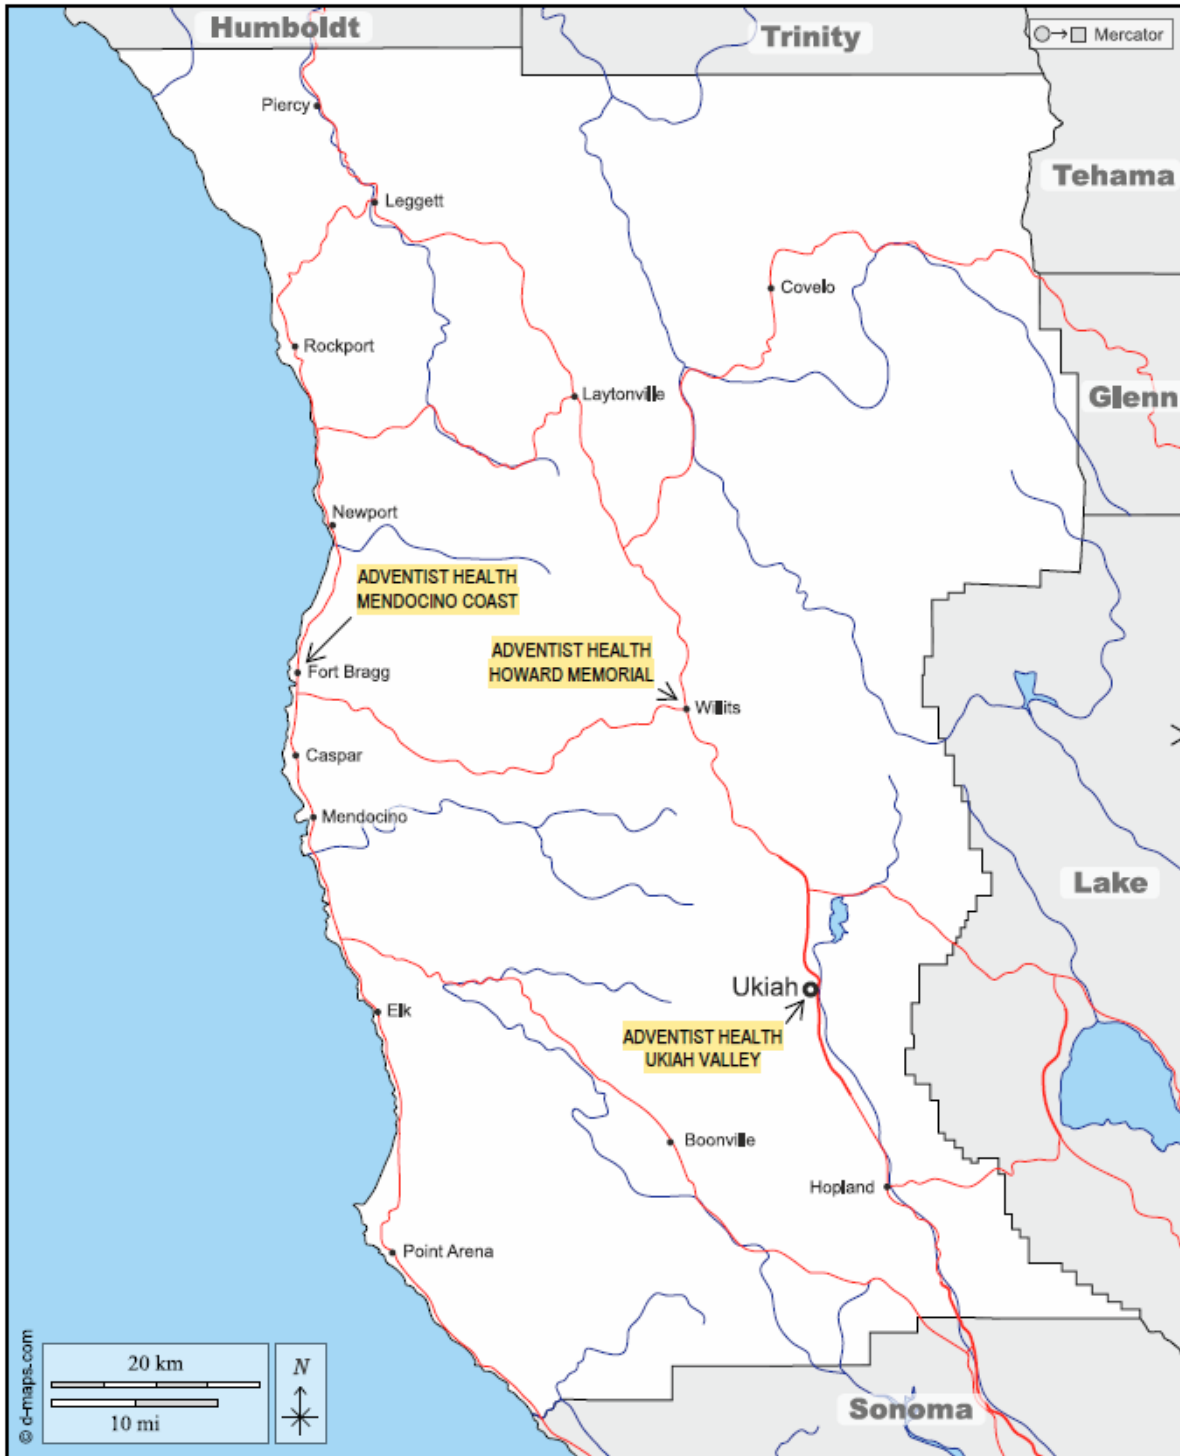 Humboldt
Trinity
Mercator
Piercy
Tehama
Leggett
Covelo
Rockport
Laytonville
Glenn
Newport
ADVENTIST HEALTH
MENDOCINO COAST
ADVENTIST HEALTH
HOWARD MEMORIAL
Fort Bragg
Willits
Caspar
Mendocino
Lake
Ukiah
Elk
ADVENTIST HEALTH
UKIAH VALLEY
Boonville
Hopland
Point Arena
© d-maps.com
20 km
10 mi
N
Sonoma